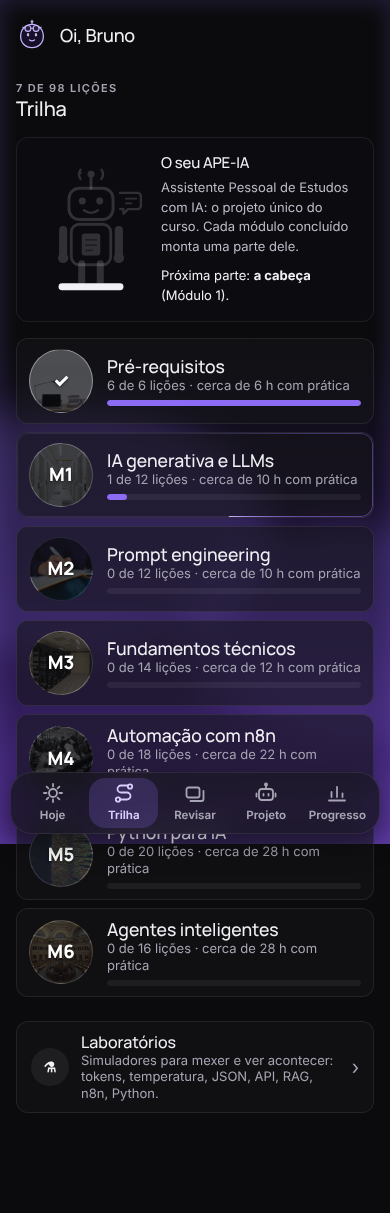 Oi, Bruno
7 DE 98 LIÇÕES
Trilha
O seu APE-IA
Assistente Pessoal de Estudos
com IA: o projeto único do
curso. Cada módulo concluído
monta uma parte dele.
Próxima parte: a cabeça
(Módulo 1).
Pré-requisitos
6 de 6 lições · cerca de 6 h com prática
M1
IA generativa e LLMs
1 de 12 lições · cerca de 10 h com prática
M2
Prompt engineering
0 de 12 lições · cerca de 10 h com prática
M3
Fundamentos técnicos
0 de 14 lições · cerca de 12 h com prática
M4
Automação com n8n
0 de 18 lições · cerca de 22 h com
prática
Hoje
Trilha
Revisar
Projeto
Progresso
M5
Python para IA
0 de 20 lições · cerca de 28 h com
prática
M6
Agentes inteligentes
0 de 16 lições · cerca de 28 h com
prática
Laboratórios
Simuladores para mexer e ver acontecer:
tokens, temperatura, JSON, API, RAG,
n8n, Python.